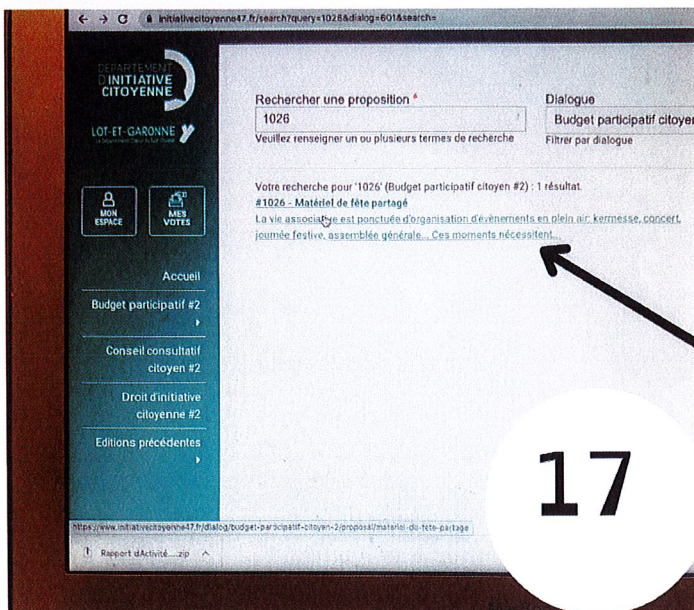 initiativecitoyenne47.fr/search?query=1026&dialog=601&search=
DEPARTEMENT
D'INITIATIVE
CITOYENNE
LOT-ET-GARONNE
MON
ESPACE
MES
VOTES
Accueil
Budget participatif #2
Conseil consultatif
citoyen #2
Droit d'initiative
citoyenne #2
Editions précédentes
Rechercher une proposition *
1026
Veuillez renseigner un ou plusieurs termes de recherche
Dialogue
Budget participatif citoyen
Filtrer par dialogue
Votre recherche pour '1026' (Budget participatif citoyen #2) : 1 résultat.
#1026 - Matériel de fête partagé
La vie associative est ponctuée d'organisation d'évènements en plein air: kermesse, concert,
journée festive, assemblée générale... Ces moments nécessitent...
17
https://www.initiativecitoyenne47.fr/dialog/budget-participatif-citoyen-2/proposal/materiel-de-fete-partage
Rapport dActivité....zip